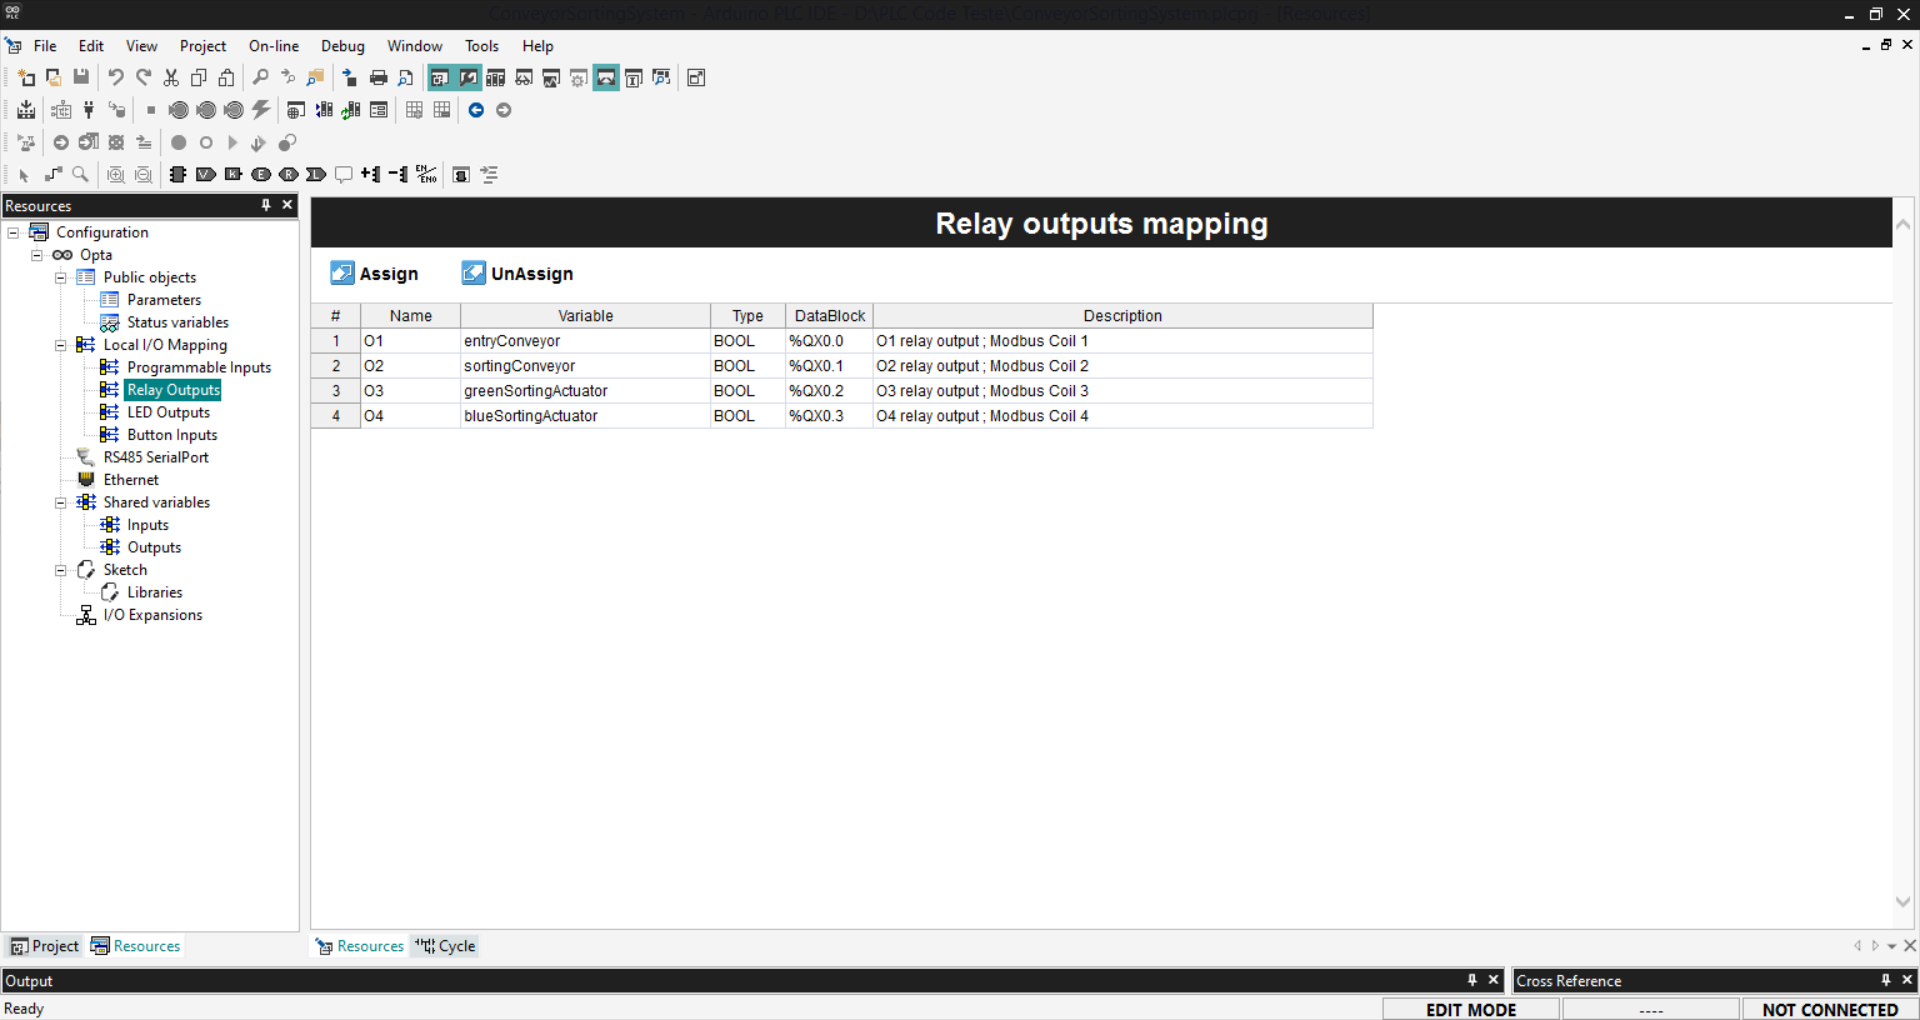 ConveyorSortingSystem - Arduino PLC IDE - D:\PLC Code Teste\ConveyorSortingSystem.plcprj - [Resources]
File Edit View Project On-line Debug Window Tools Help
EN/ENO
Resources
Configuration
Opta
Public objects
Parameters
Status variables
Local I/O Mapping
Programmable Inputs
Relay Outputs
LED Outputs
Button Inputs
RS485 SerialPort
Ethernet
Shared variables
Inputs
Outputs
Sketch
Libraries
I/O Expansions
Project Resources
Relay outputs mapping
Assign UnAssign
# Name Variable Type DataBlock Description
1 O1 entryConveyor BOOL %QX0.0 O1 relay output ; Modbus Coil 1
2 O2 sortingConveyor BOOL %QX0.1 O2 relay output ; Modbus Coil 2
3 O3 greenSortingActuator BOOL %QX0.2 O3 relay output ; Modbus Coil 3
4 O4 blueSortingActuator BOOL %QX0.3 O4 relay output ; Modbus Coil 4
Resources Cycle
Output
Cross Reference
Ready
EDIT MODE ---- NOT CONNECTED